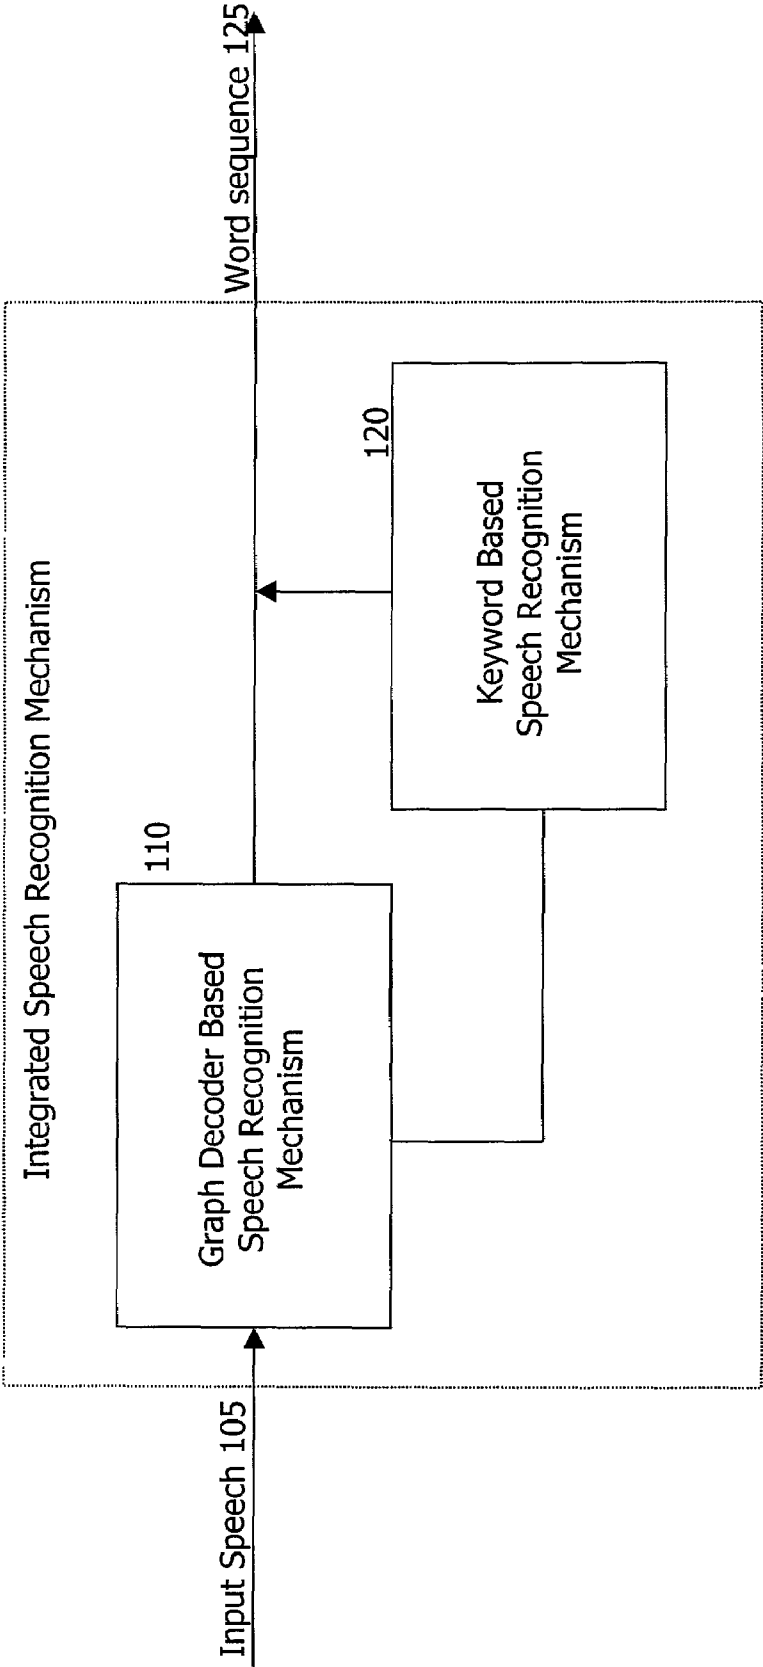 Integrated Speech Recognition Mechanism
Input Speech 105
110
Graph Decoder Based
Speech Recognition
Mechanism
120
Keyword Based
Speech Recognition
Mechanism
Word sequence 125